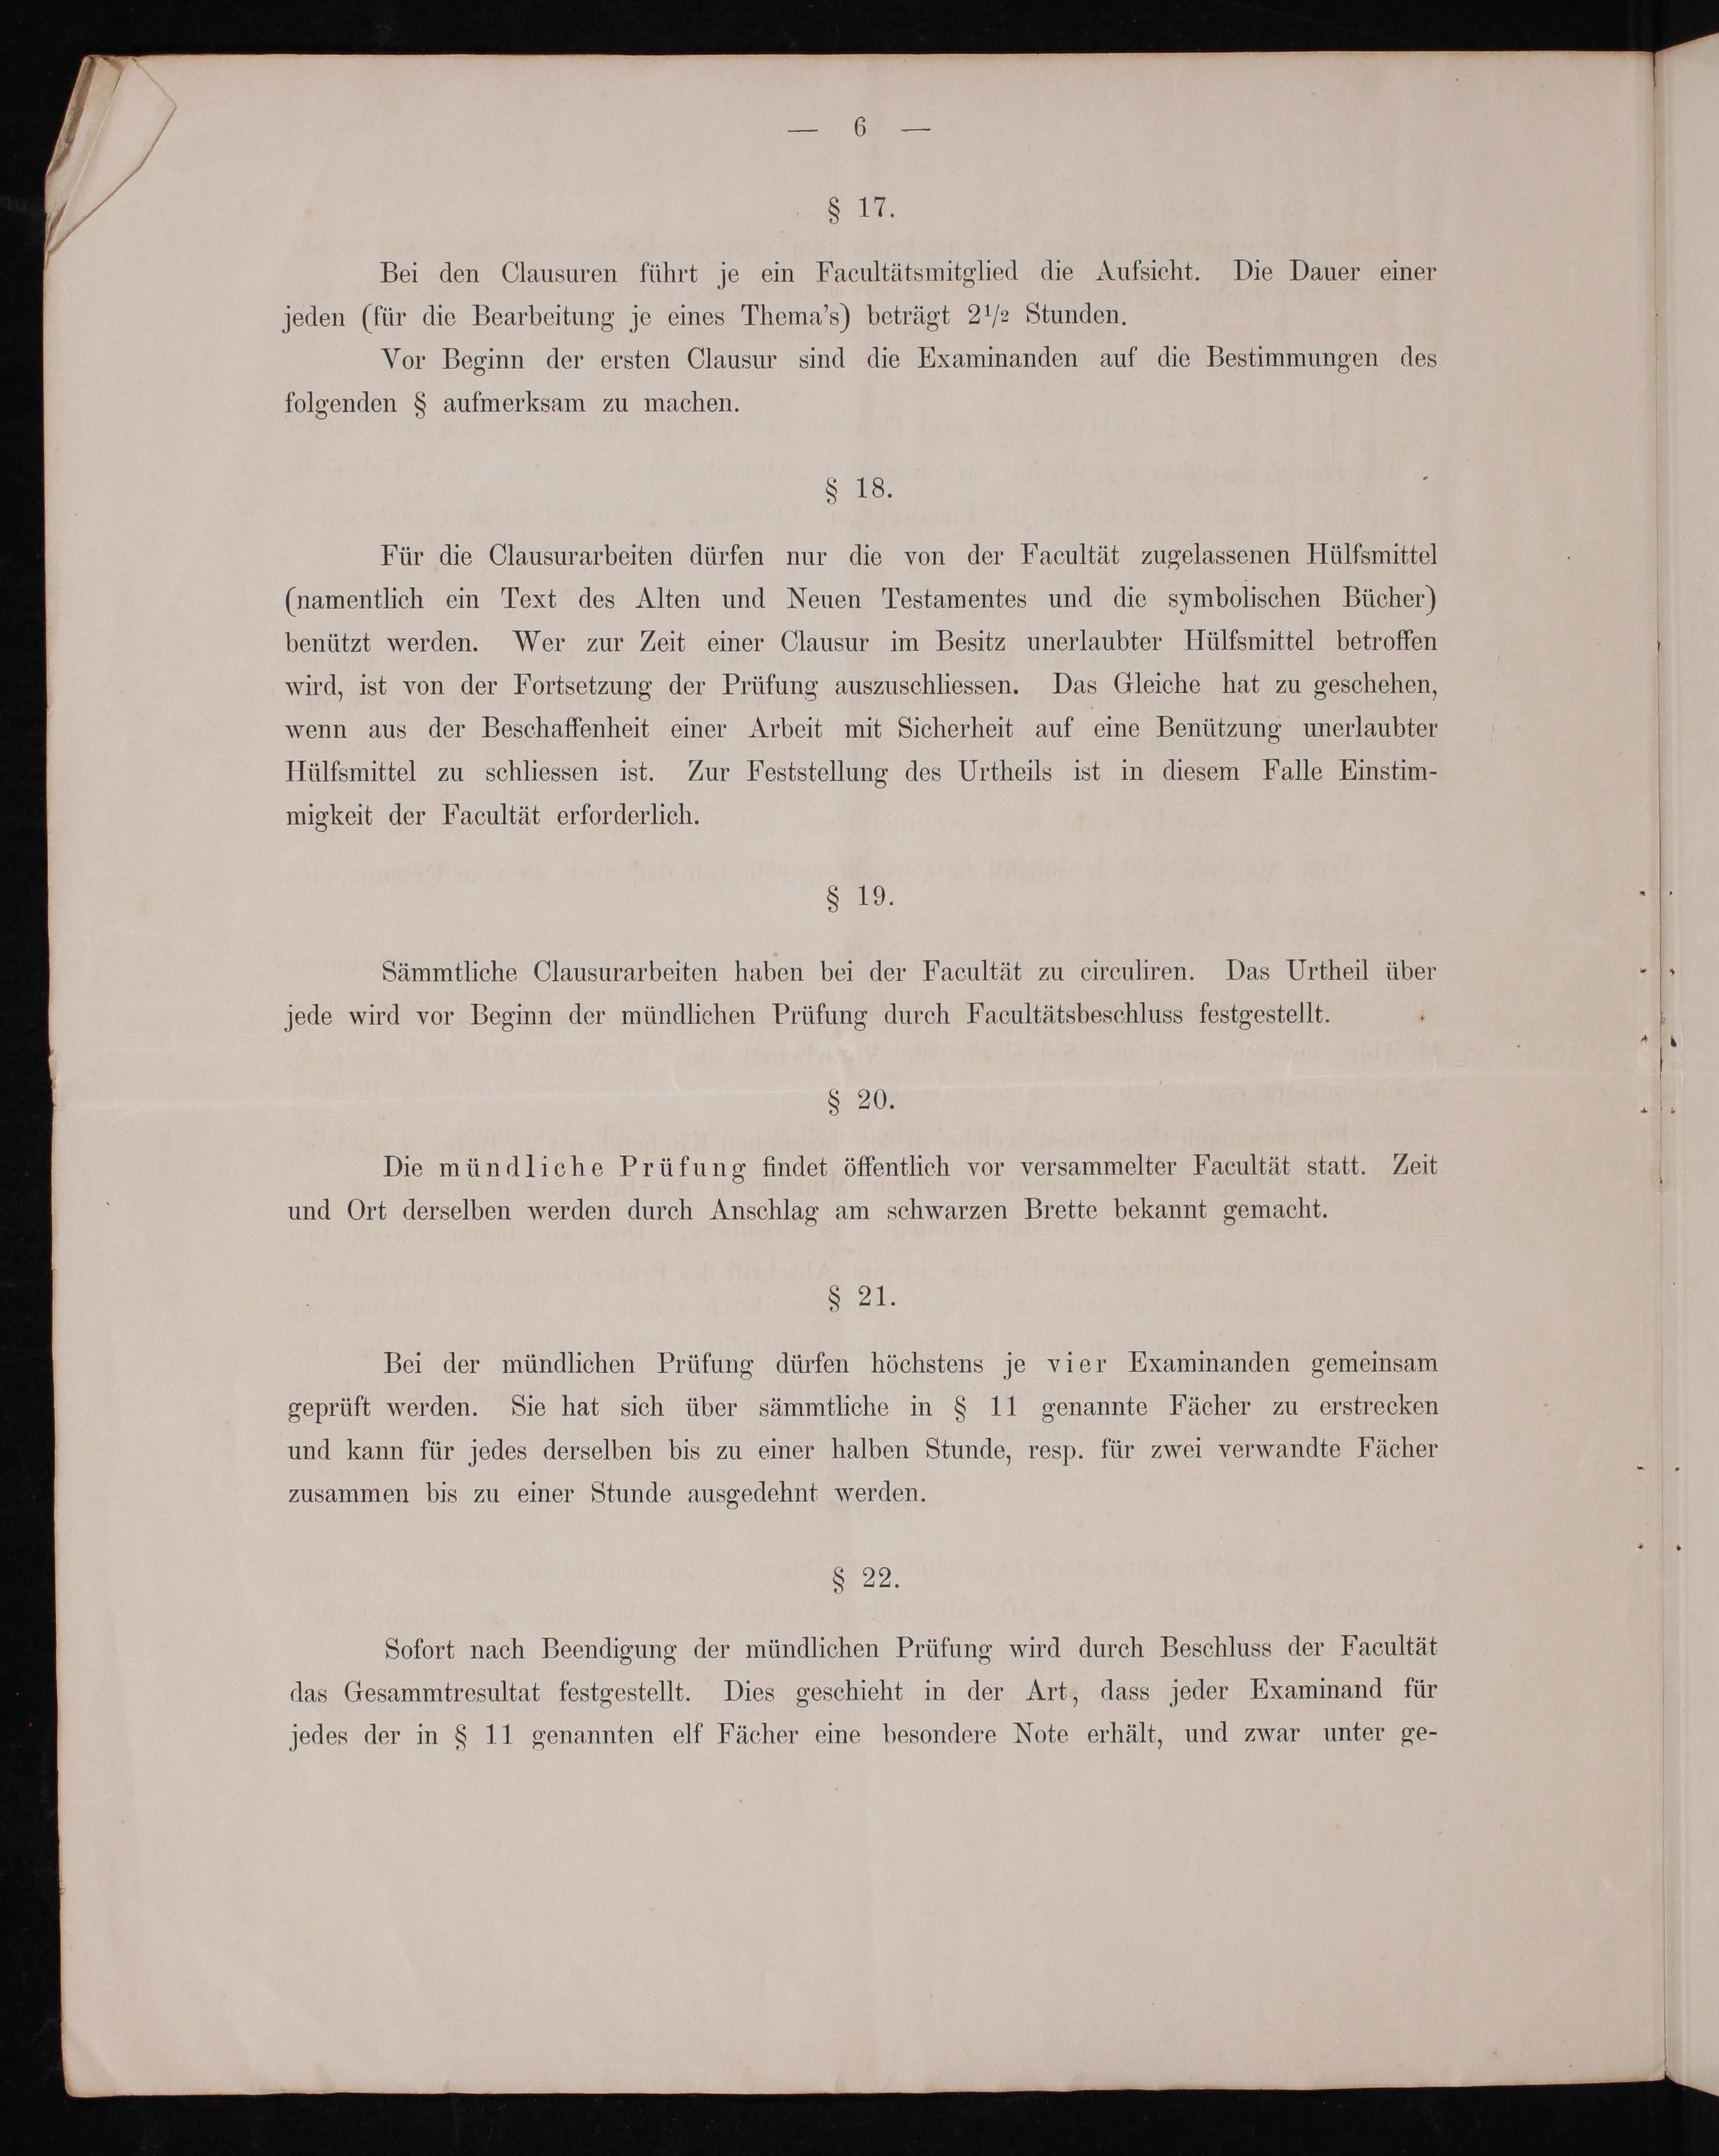 — 6 —
§ 17.
Bei den Clausuren führt je ein Facultätsmitglied die Aufsicht. Die Dauer einer
jeden (für die Bearbeitung je eines Thema's) beträgt 2½ Stunden.
Vor Beginn der ersten Clausur sind die Examinanden auf die Bestimmungen des
folgenden § aufmerksam zu machen.
§ 18.
Für die Clausurarbeiten dürfen nur die von der Facultät zugelassenen Hülfsmittel
(namentlich ein Text des Alten und Neuen Testamentes und die symbolischen Bücher)
benützt werden. Wer zur Zeit einer Clausur im Besitz unerlaubter Hülfsmittel betroffen
wird, ist von der Fortsetzung der Prüfung auszuschliessen. Das Gleiche hat zu geschehen,
wenn aus der Beschaffenheit einer Arbeit mit Sicherheit auf eine Benützung unerlaubter
Hülfsmittel zu schliessen ist. Zur Feststellung des Urtheils ist in diesem Falle Einstim-
migkeit der Facultät erforderlich.
§ 19.
Sämmtliche Clausurarbeiten haben bei der Facultät zu circuliren. Das Urtheil über
jede wird vor Beginn der mündlichen Prüfung durch Facultätsbeschluss festgestellt.
§ 20.
Die mündliche Prüfung findet öffentlich vor versammelter Facultät statt. Zeit
und Ort derselben werden durch Anschlag am schwarzen Brette bekannt gemacht.
§ 21.
Bei der mündlichen Prüfung dürfen höchstens je vier Examinanden gemeinsam
geprüft werden. Sie hat sich über sämmtliche in § 11 genannte Fächer zu erstrecken
und kann für jedes derselben bis zu einer halben Stunde, resp. für zwei verwandte Fächer
zusammen bis zu einer Stunde ausgedehnt werden.
§ 22.
Sofort nach Beendigung der mündlichen Prüfung wird durch Beschluss der Facultät
das Gesammtresultat festgestellt. Dies geschieht in der Art, dass jeder Examinand für
jedes der in § 11 genannten elf Fächer eine besondere Note erhält, und zwar unter ge-